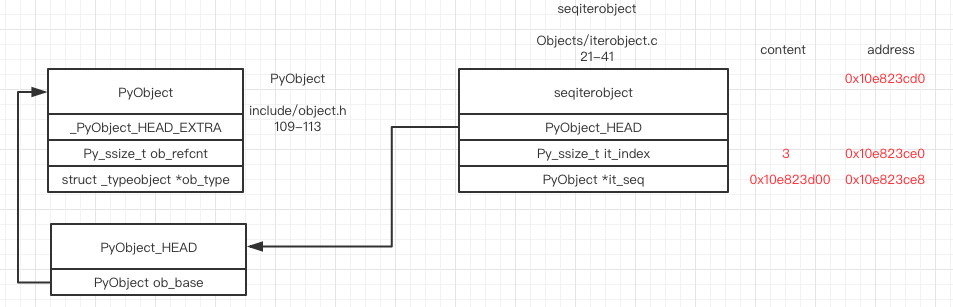 seqiterobject
Objects/iterobject.c
21-41
content
address
PyObject
include/object.h
109-113
PyObject
_PyObject_HEAD_EXTRA
Py_ssize_t ob_refcnt
struct _typeobject *ob_type
seqiterobject
0x10e823cd0
PyObject_HEAD
Py_ssize_t it_index
3
0x10e823ce0
PyObject *it_seq
0x10e823d00
0x10e823ce8
PyObject_HEAD
PyObject ob_base